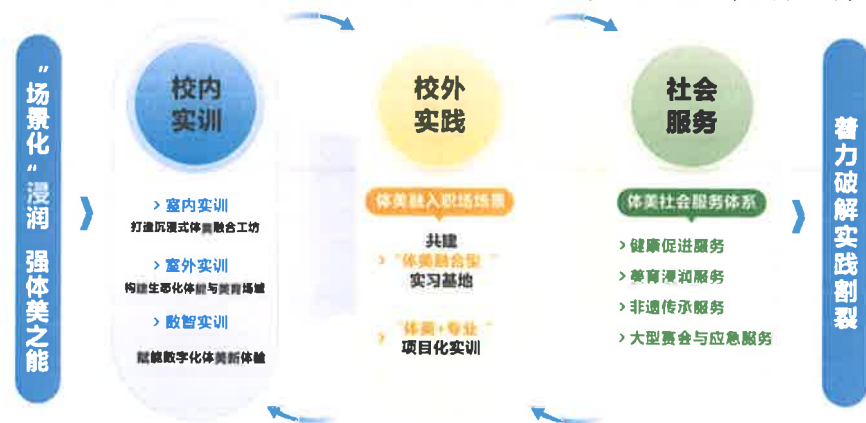 “场景化“浸润 强体美之能
校内
实训
> 室内实训
打造沉浸式体美融合工坊
> 室外实训
构建生态化体能与美育场域
> 数智实训
赋能数字化体美新体验
校外
实践
体美融入职场场景
共建
> “体美融合型”
实习基地
> “体美+专业”
项目化实训
社会
服务
体美社会服务体系
> 健康促进服务
> 美育浸润服务
> 非遗传承服务
> 大型赛会与应急服务
着力破解实践割裂